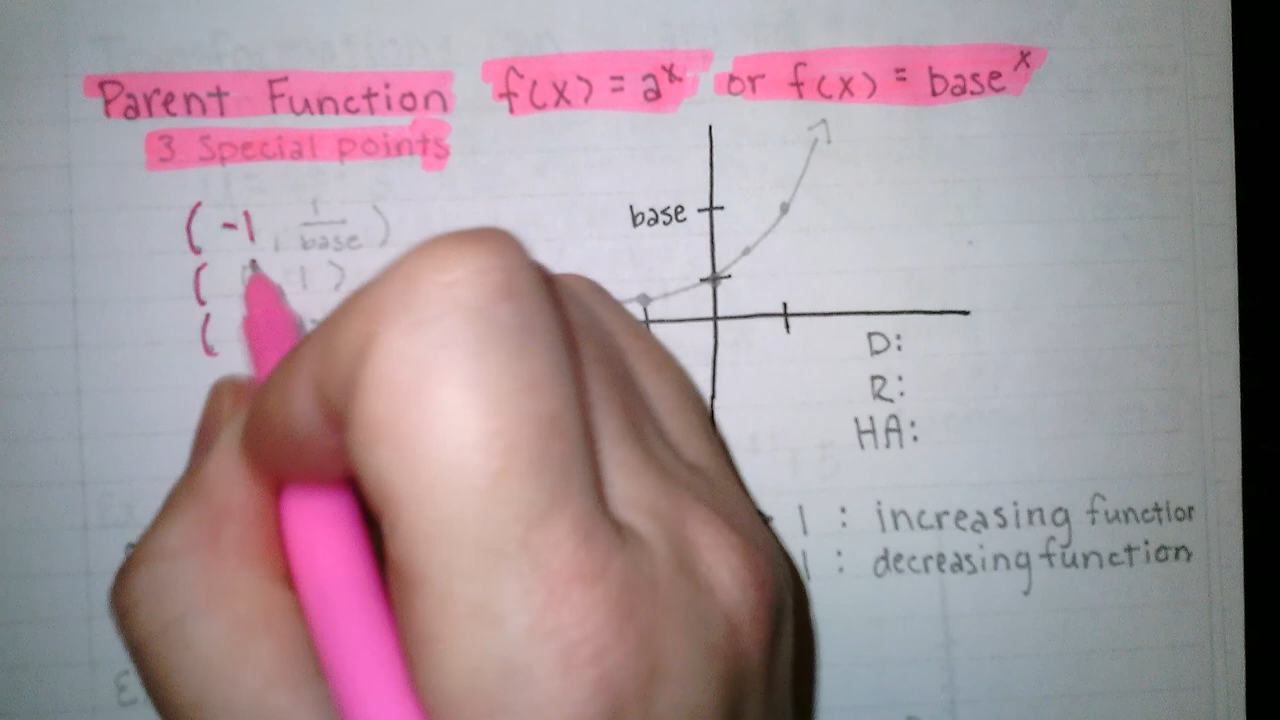 Parent Function f(x) = a^x or f(x) = base^x
3 Special points
(-1, 1/base)
( 1)
(
base
D:
R:
HA:
1 : increasing function
1 : decreasing function